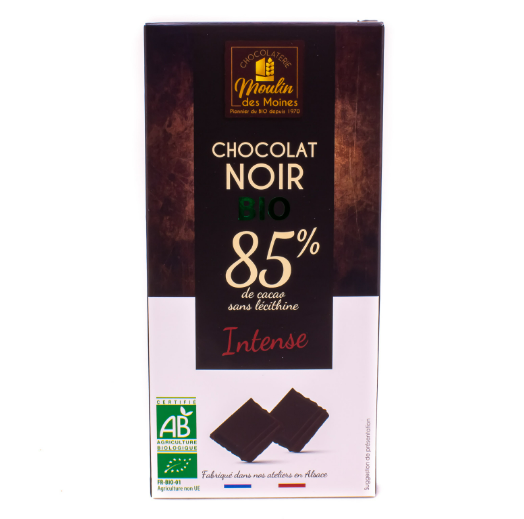 CHOCOLATERIE
Moulin
des Moines
Pionnier du BIO depuis 1970
CHOCOLAT
NOIR
BIO
85%
de cacao
sans lécithine
Intense
CERTIFIÉ
AB
AGRICULTURE
BIOLOGIQUE
FR-BIO-01
Agriculture non UE
Fabriqué dans nos ateliers en Alsace
Suggestion de présentation